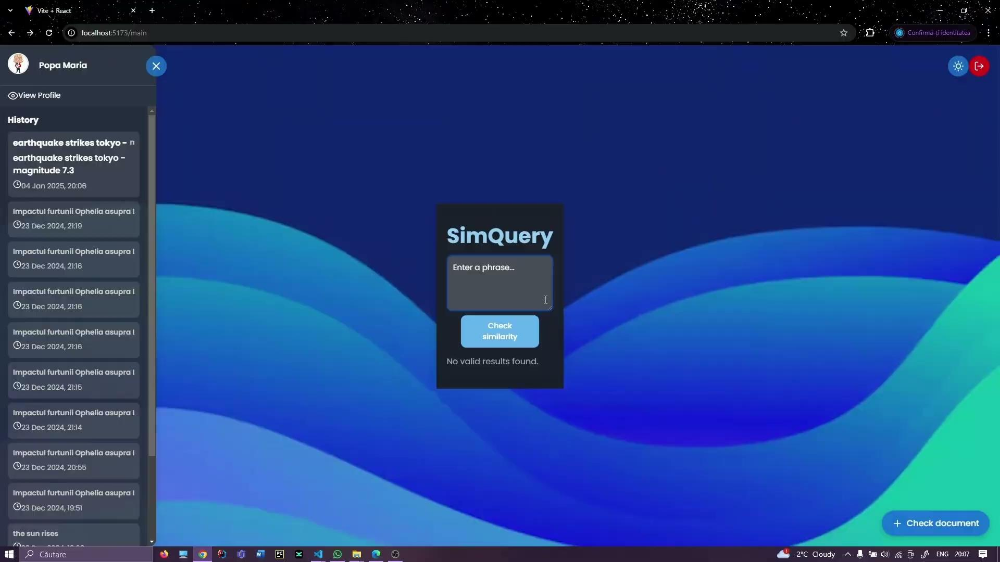 Vite + React
localhost:5173/main
Confirmă-ți identitatea
Popa Maria
View Profile
History
earthquake strikes tokyo -
earthquake strikes tokyo -
magnitude 7.3
04 Jan 2025, 20:06
Impactul furtunii Ophelia asupra
23 Dec 2024, 21:19
Impactul furtunii Ophelia asupra
23 Dec 2024, 21:16
Impactul furtunii Ophelia asupra
23 Dec 2024, 21:16
Impactul furtunii Ophelia asupra
23 Dec 2024, 21:16
Impactul furtunii Ophelia asupra
23 Dec 2024, 21:15
Impactul furtunii Ophelia asupra
23 Dec 2024, 21:14
Impactul furtunii Ophelia asupra
23 Dec 2024, 20:55
Impactul furtunii Ophelia asupra
23 Dec 2024, 19:51
the sun rises
SimQuery
Enter a phrase...
Check
similarity
No valid results found.
+ Check document
Căutare
-2°C Cloudy
ENG
20:07